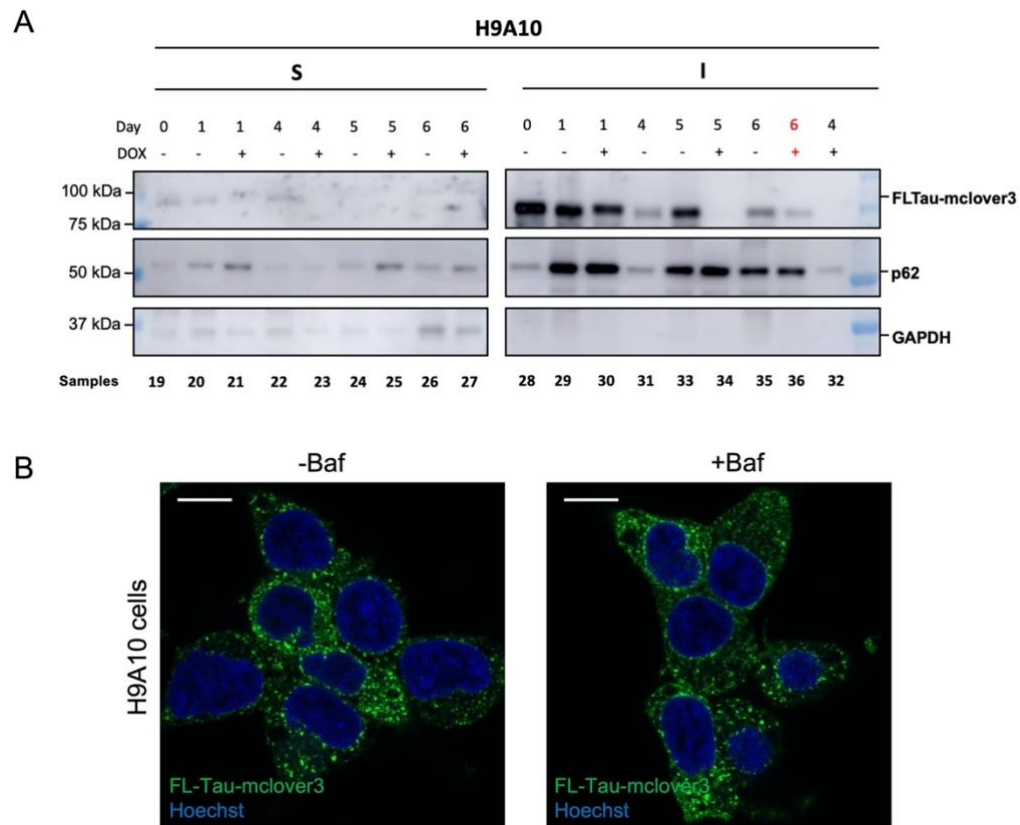 A
H9A10
S I
Day 0 1 1 4 4 5 5 6 6 0 1 1 4 5 5 6 6 4
DOX - - + - + - + - + - - + - - + - + +
100 kDa
FLTau-mclover3
75 kDa
50 kDa
p62
37 kDa
GAPDH
Samples 19 20 21 22 23 24 25 26 27 28 29 30 31 33 34 35 36 32
B
-Baf +Baf
H9A10 cells
FL-Tau-mclover3 FL-Tau-mclover3
Hoechst Hoechst